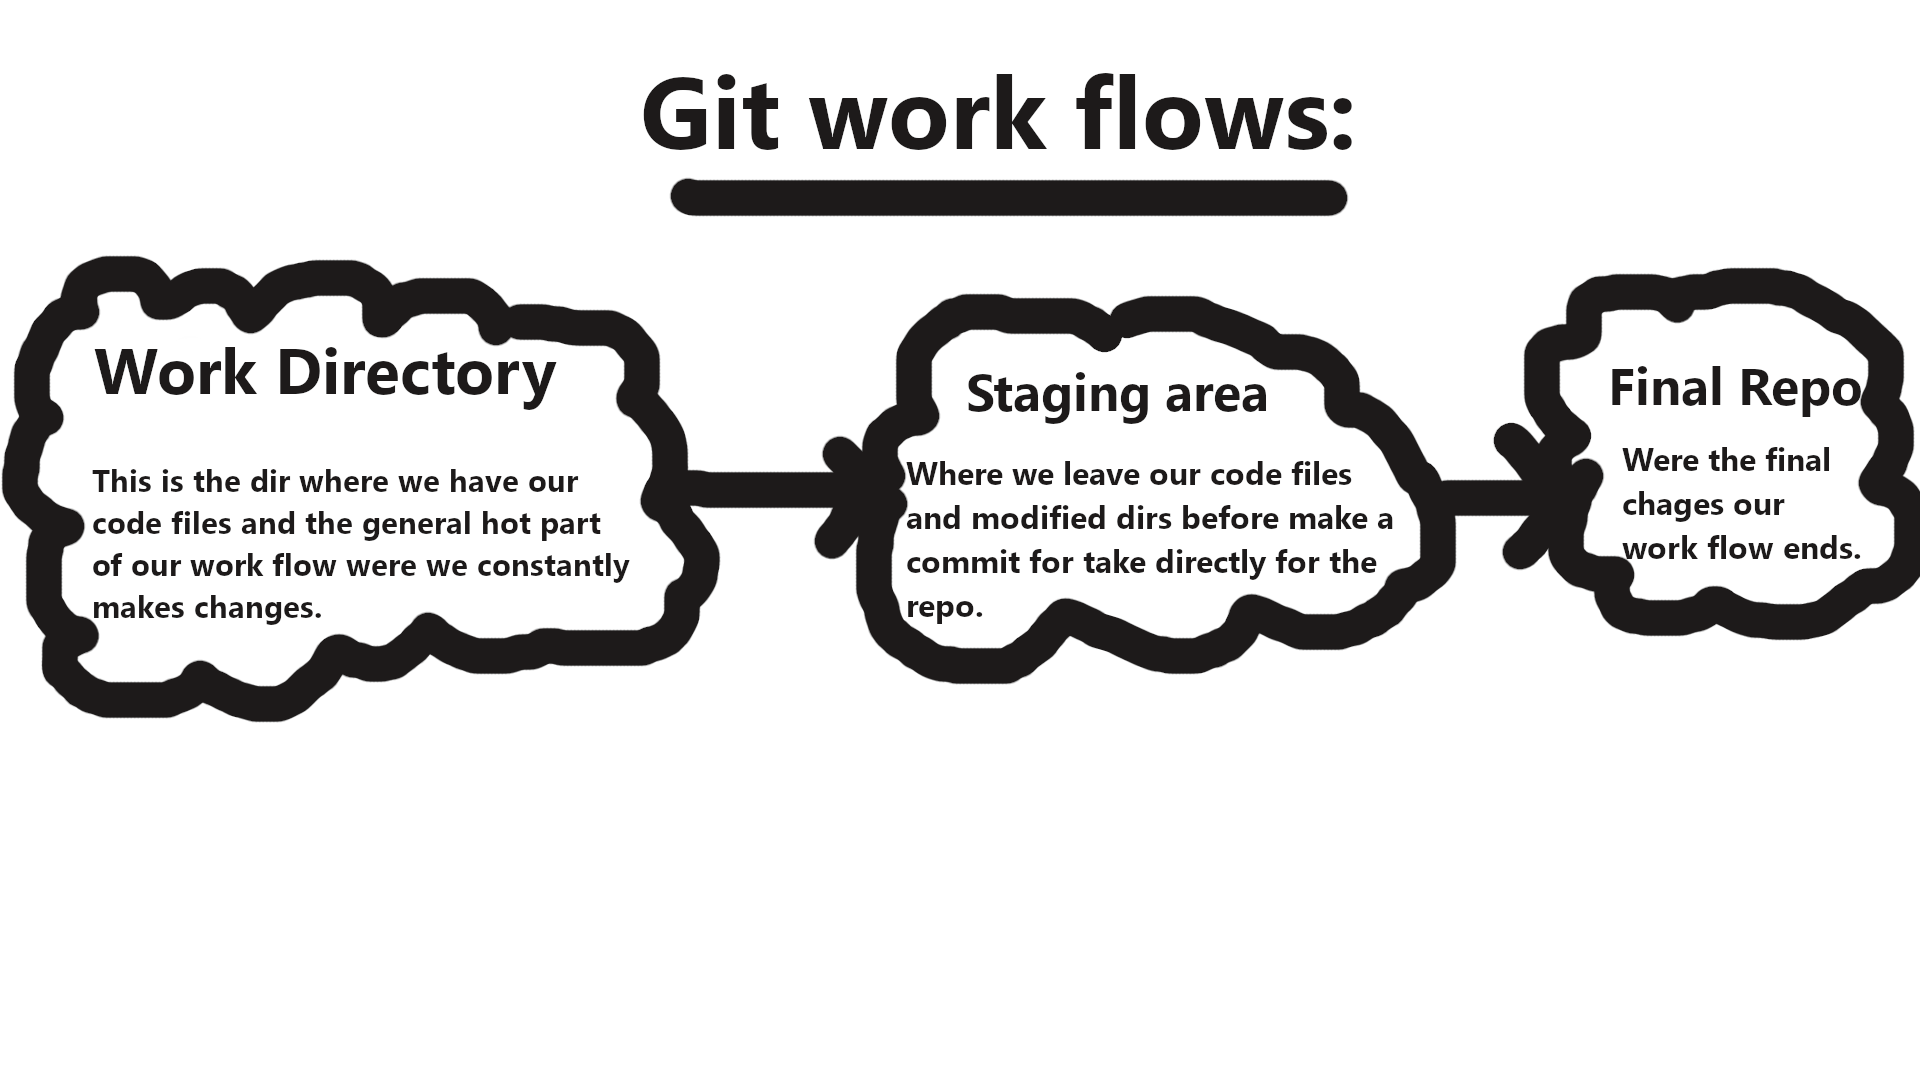 Git work flows:
Work Directory
This is the dir where we have our
code files and the general hot part
of our work flow were we constantly
makes changes.
Staging area
Where we leave our code files
and modified dirs before make a
commit for take directly for the
repo.
Final Repo
Were the final
chages our
work flow ends.